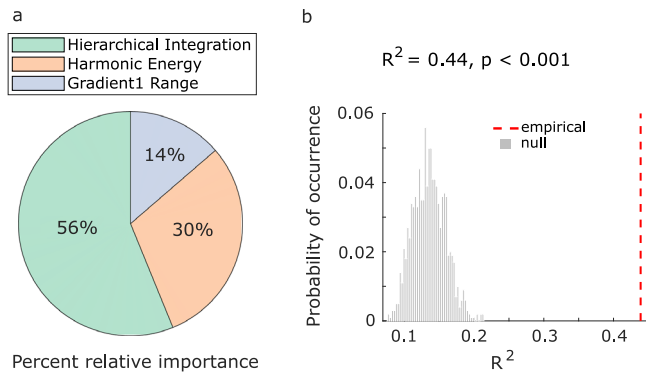 a
Hierarchical Integration
Harmonic Energy
Gradient1 Range
14%
56%
30%
Percent relative importance
b
R² = 0.44, p < 0.001
0.06
0.04
0.02
0
Probability of occurrence
empirical
null
0.1 0.2 0.3 0.4
R²